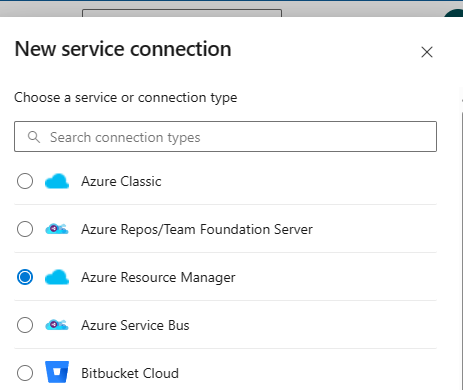 New service connection
Choose a service or connection type
Search connection types
Azure Classic
Azure Repos/Team Foundation Server
Azure Resource Manager
Azure Service Bus
Bitbucket Cloud